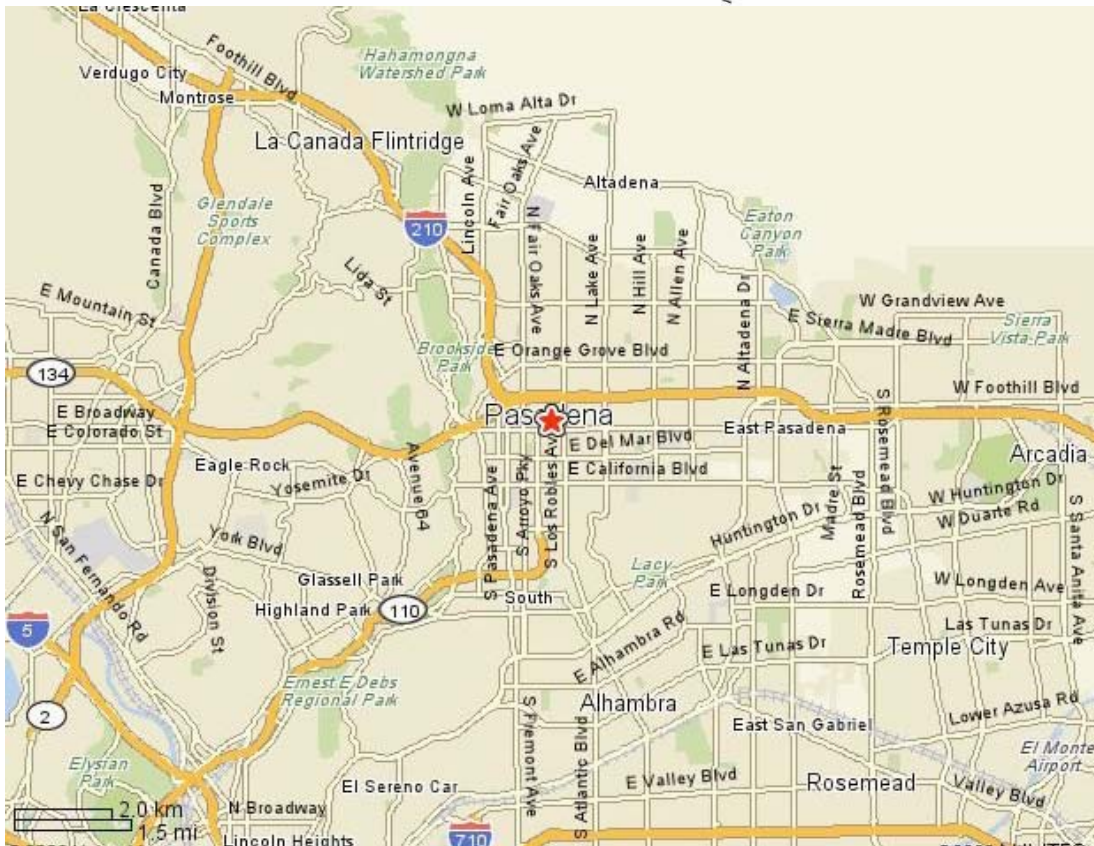 La Crescenta
Foothill Blvd
Hahamongna
Watershed Park
Verdugo City
Montrose
W Loma Alta Dr
La Canada Flintridge
Lincoln Ave
Fair Oaks Ave
Altadena
Canada Blvd
Glendale
Sports
Complex
210
N Fair Oaks Ave
N Lake Ave
N Hill Ave
N Allen Ave
Eaton
Canyon
Park
Lida St
E Mountain St
W Grandview Ave
E Sierra Madre Blvd
Sierra
Vista Park
N Altadena Dr
Brookside
Park
E Orange Grove Blvd
134
W Foothill Blvd
E Broadway
E Colorado St
Pasadena
East Pasadena
S Rosemead Blvd
E Del Mar Blvd
E California Blvd
Arcadia
Eagle Rock
Yosemite Dr
Avenue 64
E Chevy Chase Dr
S Pasadena Ave
S Arroyo Pky
S Los Robles Ave
Madre St
Rosemead Blvd
W Huntington Dr
W Duarte Rd
Huntington Dr
N San Fernando Rd
York Blvd
Division St
Glassell Park
Highland Park
110
South
Lacy
Park
E Longden Dr
W Longden Ave
S Santa Anita Ave
5
Las Tunas Dr
E Las Tunas Dr
Temple City
E Alhambra Rd
Ernest E Debs
Regional Park
Alhambra
2
S Fremont Ave
S Atlantic Blvd
East San Gabriel
Lower Azusa Rd
El Monte
Airport
Elysian
Park
El Sereno Car
E Valley Blvd
Rosemead
Valley Blvd
2.0 km
1.5 mi
N Broadway
Lincoln Heights
710